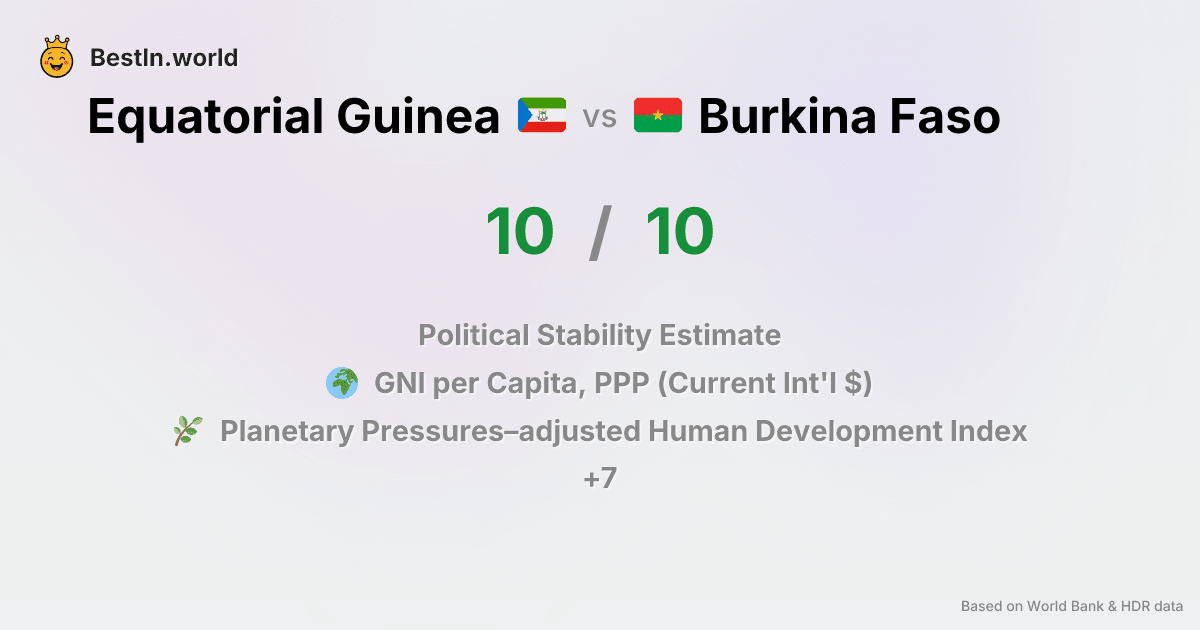 BestIn.world
Equatorial Guinea vs Burkina Faso
10 / 10
Political Stability Estimate
GNI per Capita, PPP (Current Int'l $)
Planetary Pressures–adjusted Human Development Index
+7
Based on World Bank & HDR data